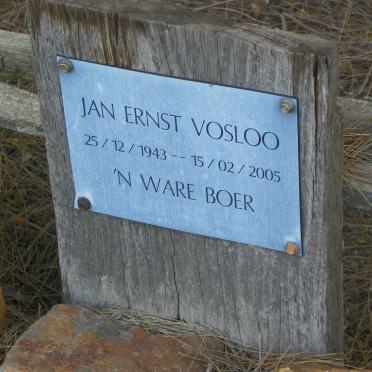 JAN ERNST VOSLOO
25/12/1943--15/02/2005
'N WARE BOER